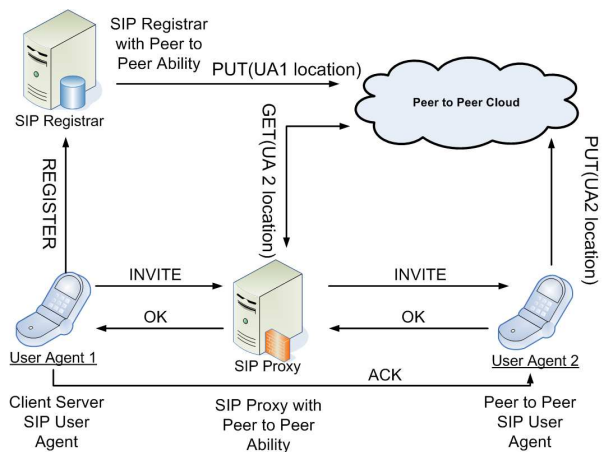 SIP Registrar
with Peer to
Peer Ability
PUT(UA1 location)
Peer to Peer Cloud
SIP Registrar
GET(UA 2 location)
PUT(UA2 location)
REGISTER
INVITE
INVITE
OK
OK
User Agent 1
SIP Proxy
User Agent 2
ACK
Client Server
SIP User
Agent
SIP Proxy with
Peer to Peer
Ability
Peer to Peer
SIP User
Agent